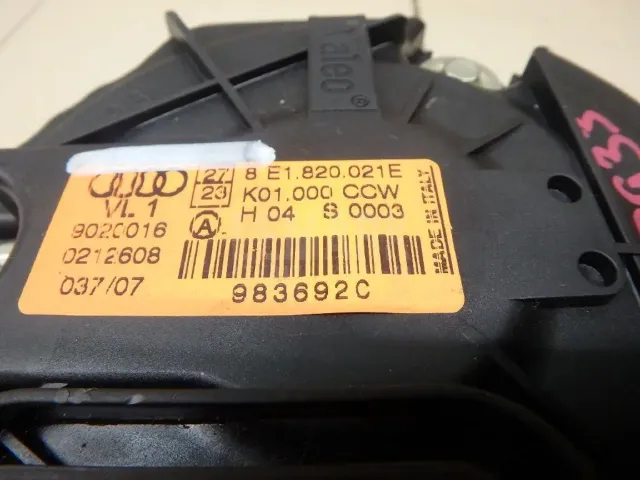 Valeo®
27 8 E1.820.021E
23 K01.000 CCW
VL 1
H 04 S 0003
9020016
A
0212608
037/07
983692C
MADE IN ITALY